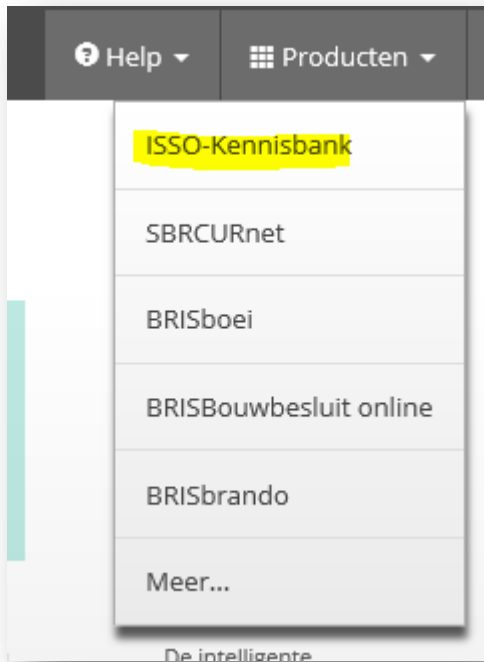 Help Producten
ISSO-Kennisbank
SBRCURnet
BRISboei
BRISBouwbesluit online
BRISbrando
Meer...
De intelligente